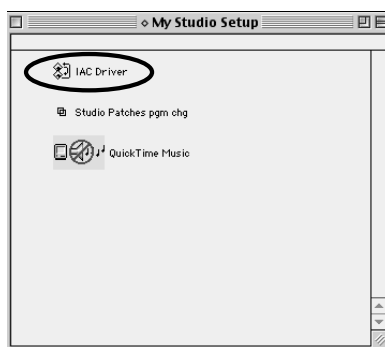 My Studio Setup
IAC Driver
Studio Patches pgm chg
QuickTime Music